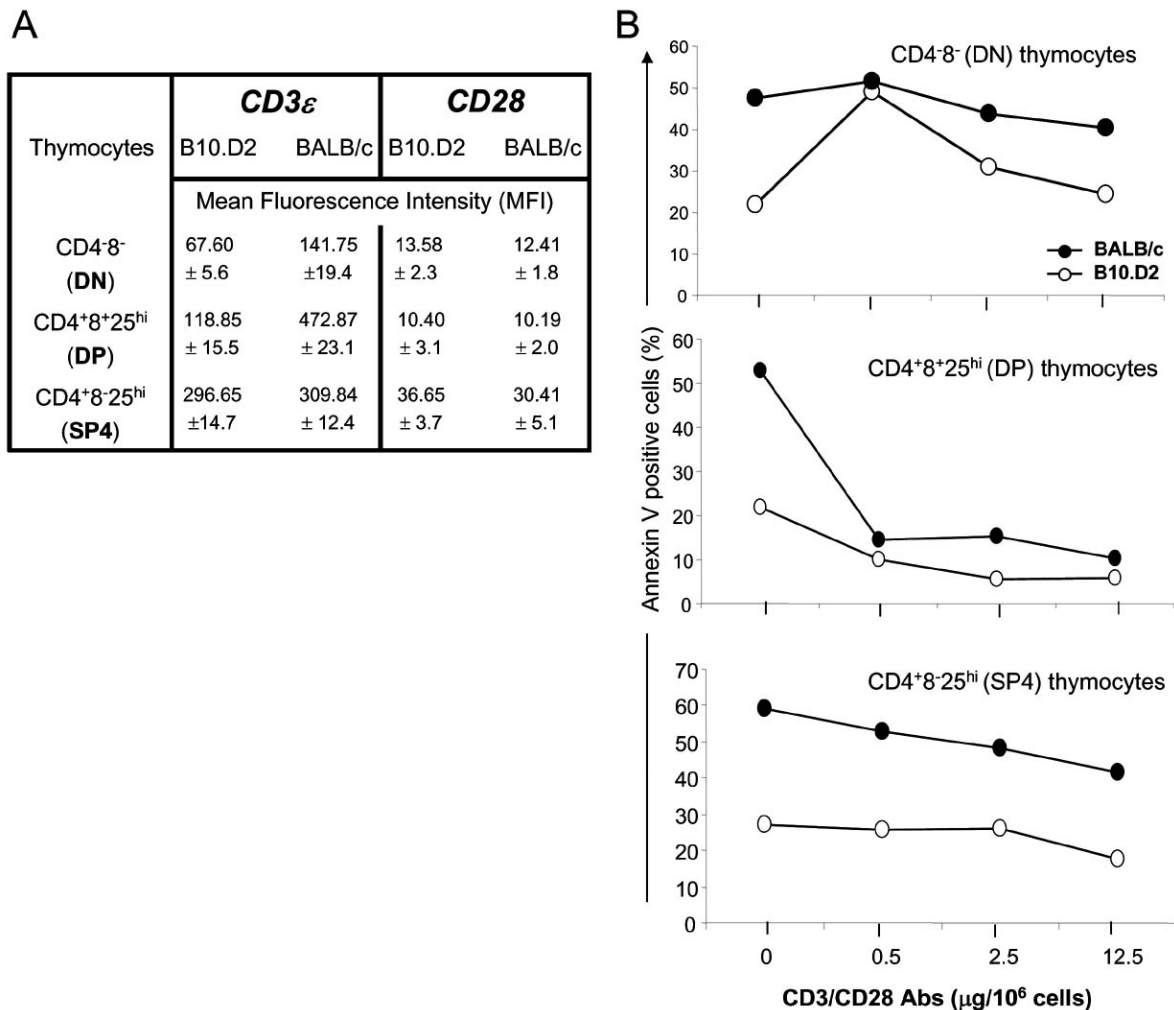 A
CD3ε CD28
Thymocytes B10.D2 BALB/c B10.D2 BALB/c
Mean Fluorescence Intensity (MFI)
CD4⁻8⁻ 67.60 141.75 13.58 12.41
(DN) ± 5.6 ±19.4 ± 2.3 ± 1.8
CD4⁺8⁺25ʰⁱ 118.85 472.87 10.40 10.19
(DP) ± 15.5 ± 23.1 ± 3.1 ± 2.0
CD4⁺8⁻25ʰⁱ 296.65 309.84 36.65 30.41
(SP4) ±14.7 ± 12.4 ± 3.7 ± 5.1
B
Annexin V positive cells (%)
CD4⁻8⁻ (DN) thymocytes
60
50
40
30
20
10
0
BALB/c
B10.D2
CD4⁺8⁺25ʰⁱ (DP) thymocytes
60
50
40
30
20
10
0
CD4⁺8⁻25ʰⁱ (SP4) thymocytes
70
60
50
40
30
20
10
0
0 0.5 2.5 12.5
CD3/CD28 Abs (μg/10⁶ cells)